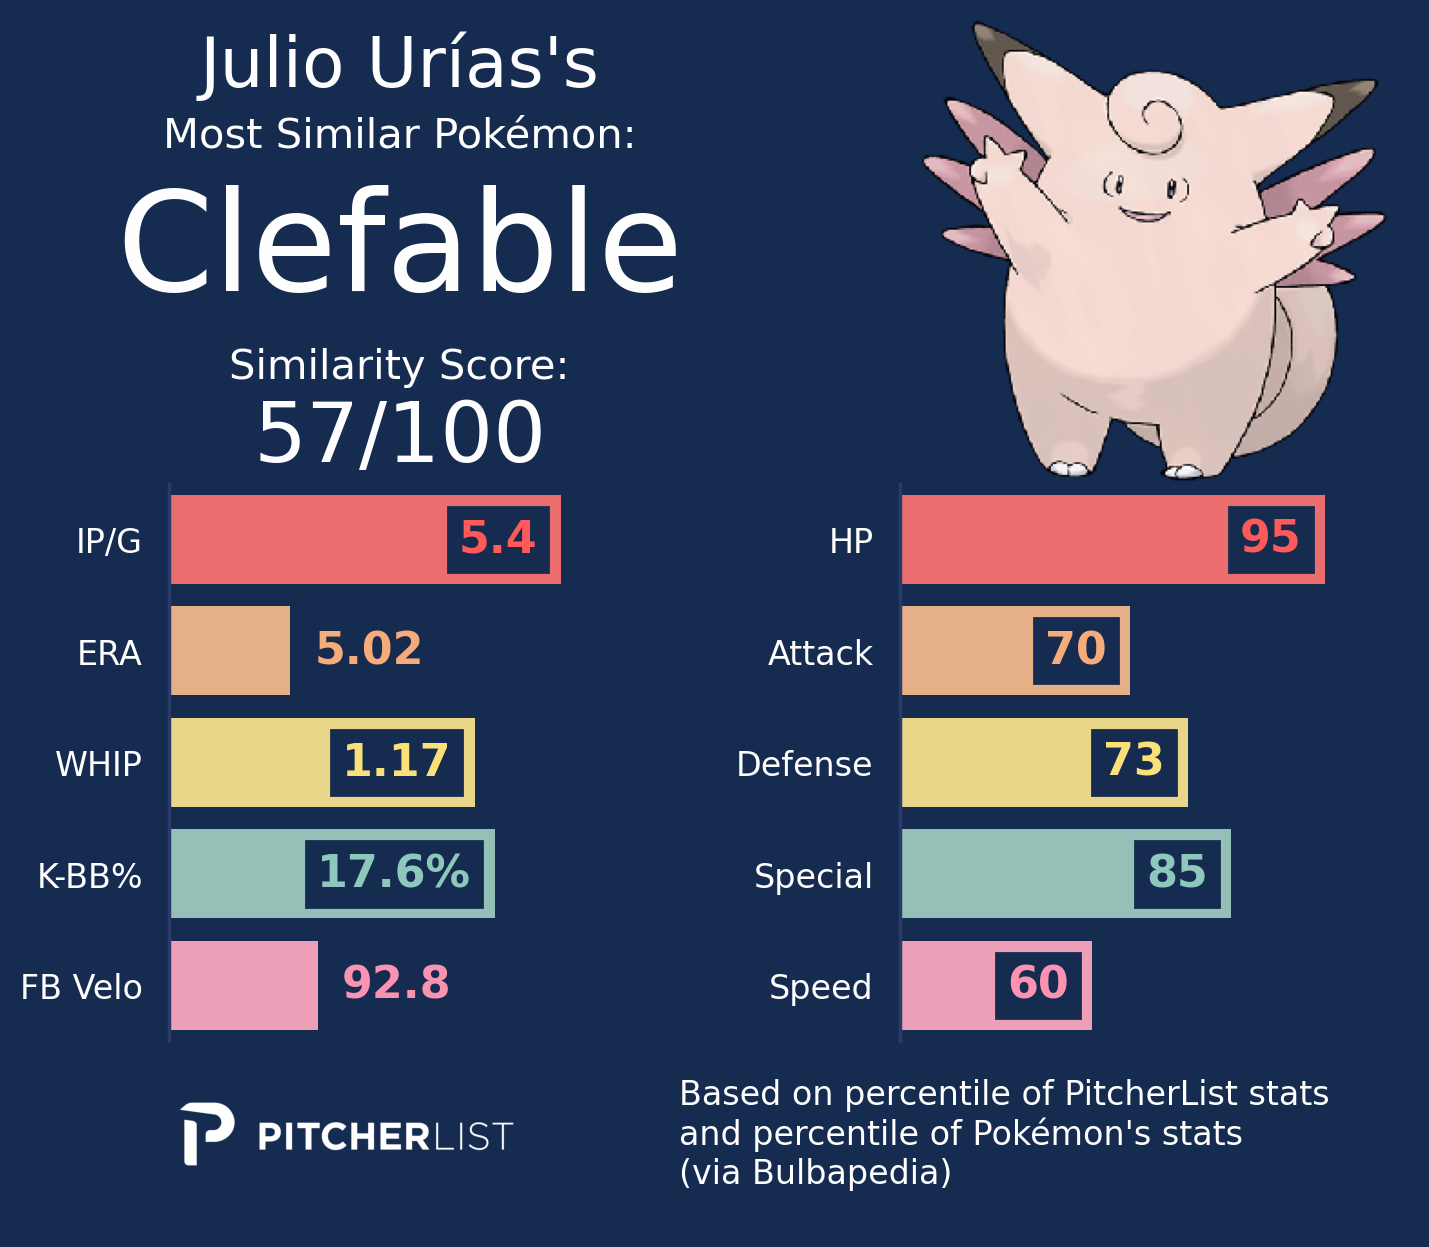 Julio Urías's
Most Similar Pokémon:
Clefable
Similarity Score:
57/100
IP/G 5.4
ERA 5.02
WHIP 1.17
K-BB% 17.6%
FB Velo 92.8
HP 95
Attack 70
Defense 73
Special 85
Speed 60
PITCHERLIST
Based on percentile of PitcherList stats
and percentile of Pokémon's stats
(via Bulbapedia)